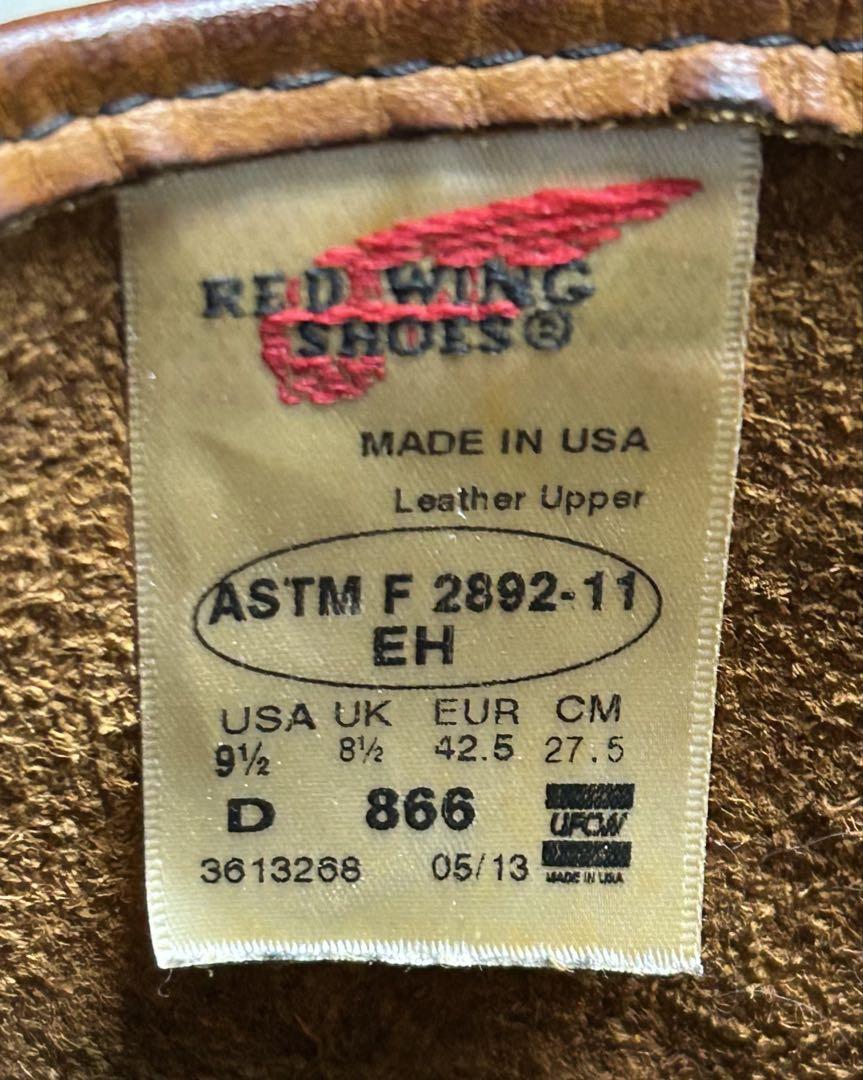 RED WING
SHOES®
MADE IN USA
Leather Upper
ASTM F 2892-11
EH
USA UK EUR CM
9½ 8½ 42.5 27.5
D 866 UFCW
3613268 05/13 MADE IN USA